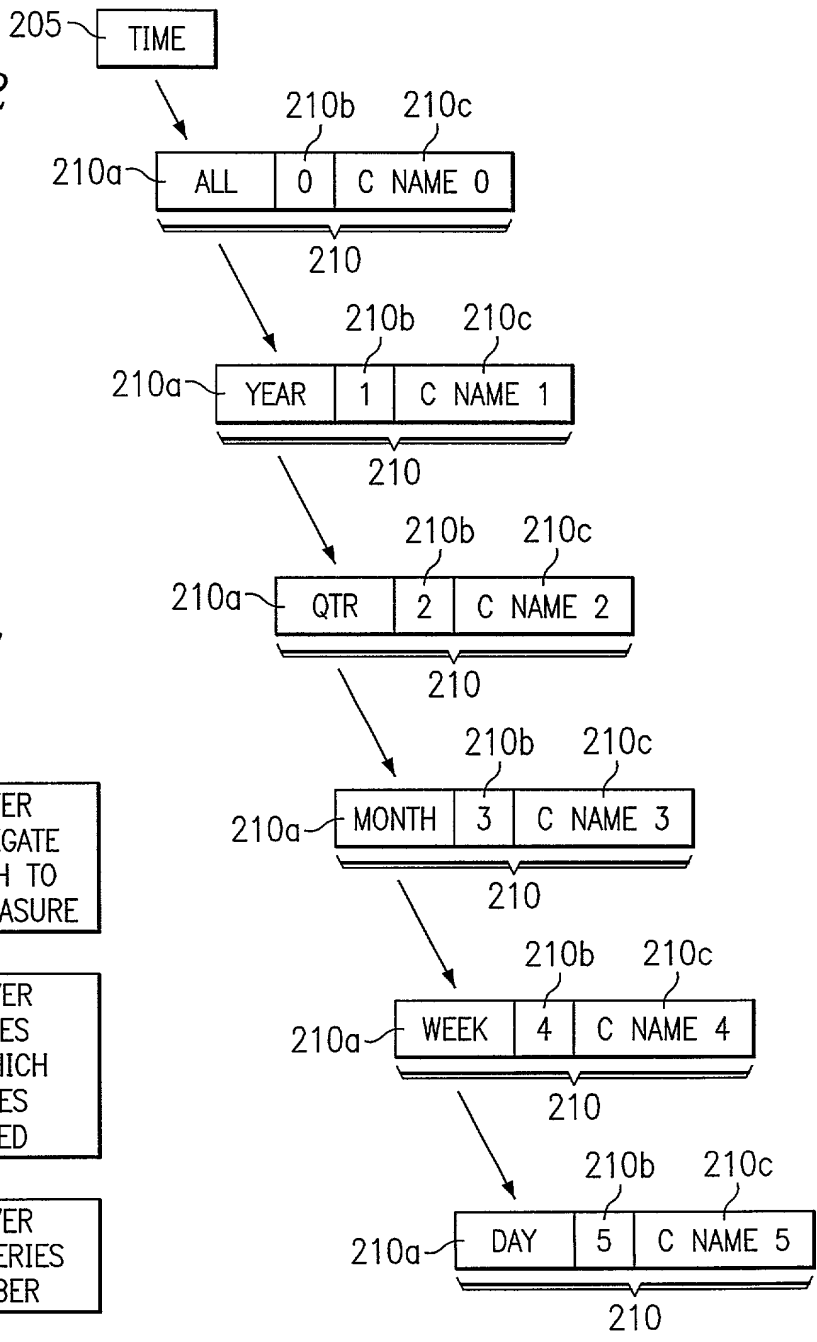 205 TIME
2
210b 210c
210a ALL 0 C NAME 0
210
210b 210c
210a YEAR 1 C NAME 1
210
210b 210c
210a QTR 2 C NAME 2
210
210b 210c
210a MONTH 3 C NAME 3
210
210b 210c
210a WEEK 4 C NAME 4
210
210b 210c
210a DAY 5 C NAME 5
210
VER
EGATE
H TO
ASURE
VER
ES
HICH
ES
ED
VER
ERIES
BER